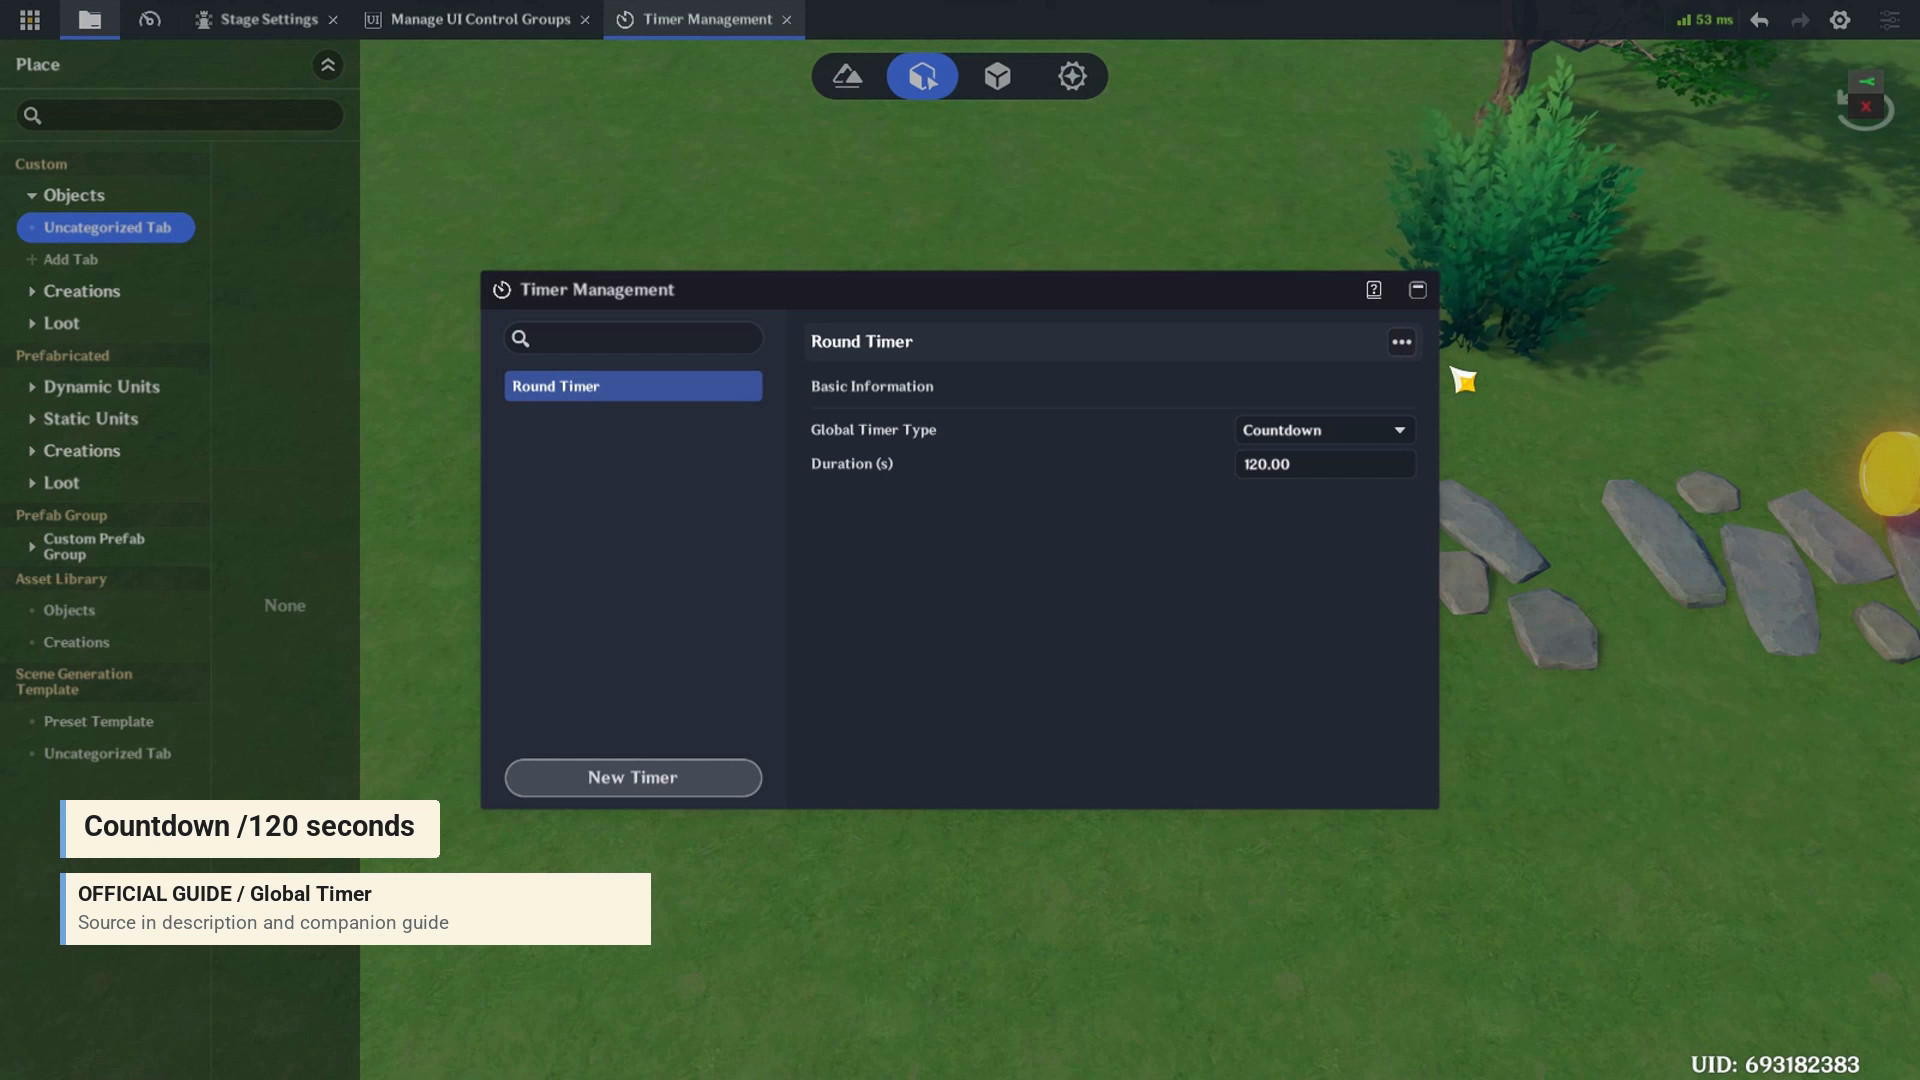 Stage Settings
Manage UI Control Groups
Timer Management
53 ms
Place
Custom
Objects
Uncategorized Tab
Add Tab
Creations
Loot
Prefabricated
Dynamic Units
Static Units
Creations
Loot
Prefab Group
Custom Prefab
Group
Asset Library
Objects
Creations
Scene Generation
Template
Preset Template
Uncategorized Tab
None
Timer Management
Round Timer
New Timer
Round Timer
Basic Information
Global Timer Type
Countdown
Duration (s)
120.00
Countdown /120 seconds
OFFICIAL GUIDE / Global Timer
Source in description and companion guide
UID: 693182383